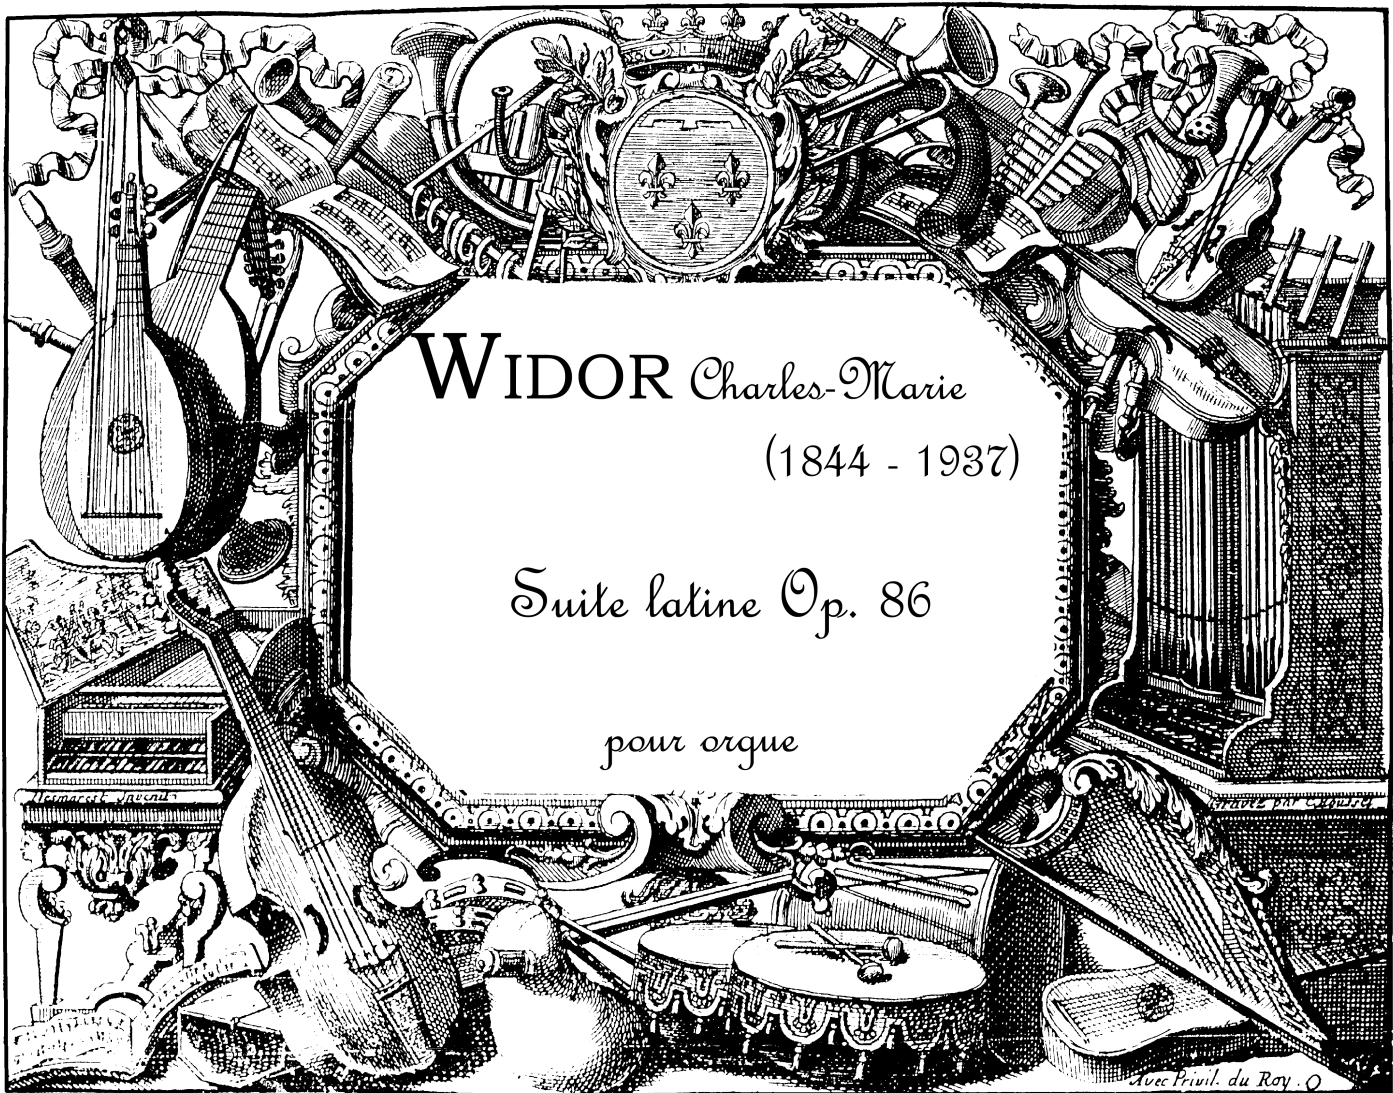 WIDOR Charles-Marie
(1844 - 1937)
Suite latine Op. 86
pour orgue
Avec Privil. du Roy.